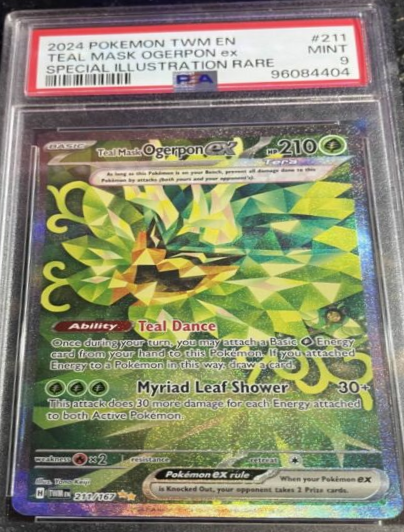 2024 POKEMON TWM EN #211
TEAL MASK OGERPON ex MINT
SPECIAL ILLUSTRATION RARE 9
PSA 96084404
BASIC Teal Mask Ogerpon ex HP 210
Tera
As long as this Pokémon is on your Bench, prevent all damage done to this
Pokémon by attacks (both yours and your opponent's).
Ability Teal Dance
Once during your turn, you may attach a Basic Energy
card from your hand to this Pokémon. If you attached
Energy to a Pokémon in this way, draw a card.
Myriad Leaf Shower 30+
This attack does 30 more damage for each Energy attached
to both Active Pokémon.
weakness ×2 resistance retreat
Pokémon ex rule When your Pokémon ex
is Knocked Out, your opponent takes 2 Prize cards.
Illus. Tono Kenji
H TWM EN 211/167